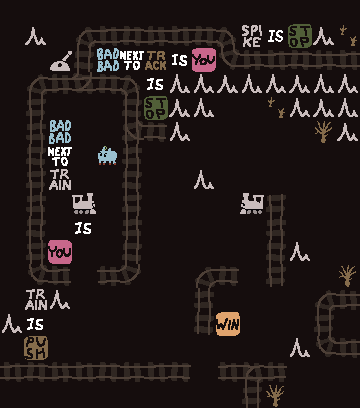 SPIKE IS STOP
BADBAD NEXT TO TRACK IS YOU
IS
STOP
BADBAD
NEXT TO
TRAIN
IS
YOU
TRAIN
IS
PUSH
WIN